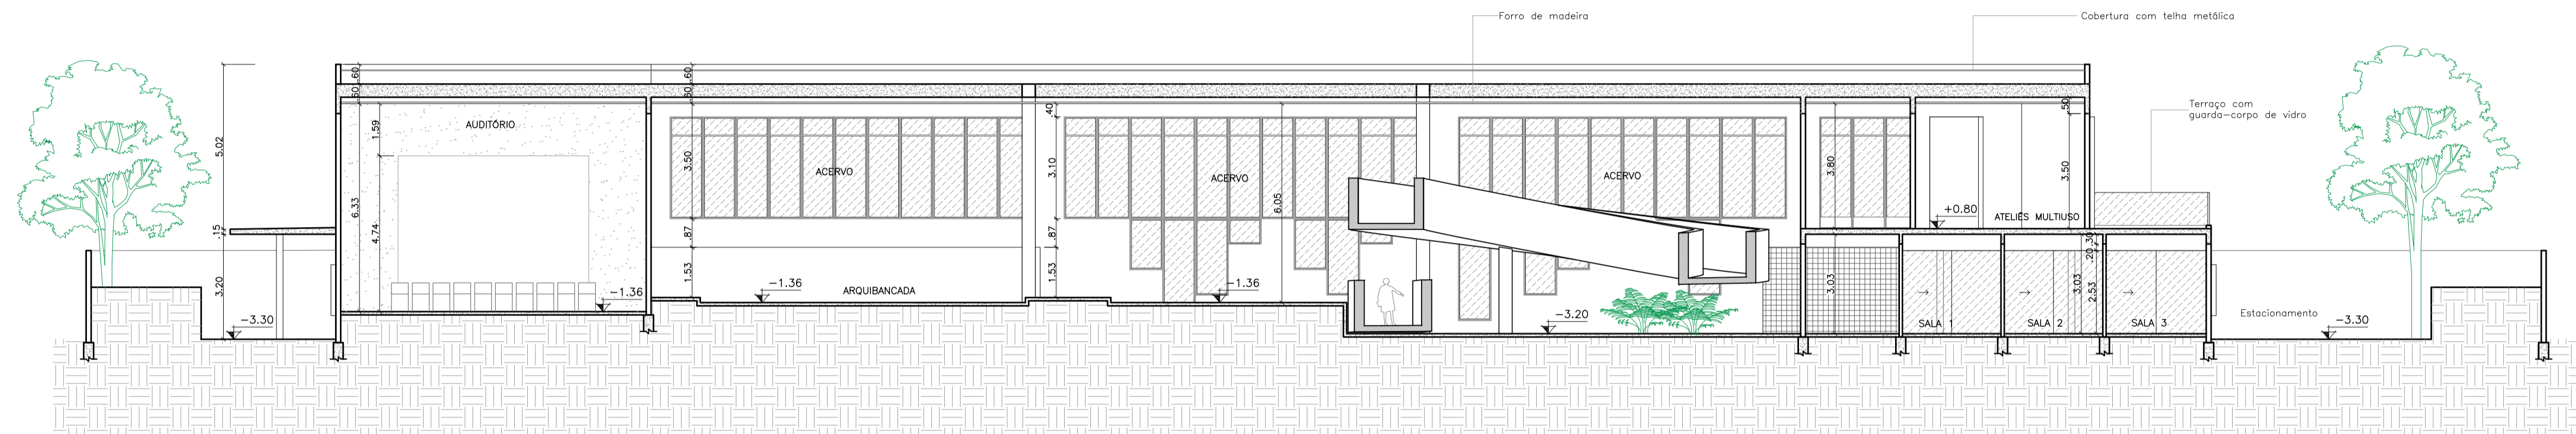 Forro de madeira
Cobertura com telha metálica
Terraço com
guarda-corpo de vidro
5.02
.15
3.20
.60
.60
6.33
1.59
4.74
AUDITÓRIO
-1.36
-3.30
.60
.60
3.50
.87
1.53
ACERVO
-1.36
ARQUIBANCADA
.40
3.10
.87
1.53
ACERVO
-1.36
6.05
ACERVO
-3.20
3.80
3.03
+0.80
ATELIÊS MULTIUSO
.50
3.50
.30
.20
3.03
2.53
SALA 1
SALA 2
SALA 3
Estacionamento
-3.30